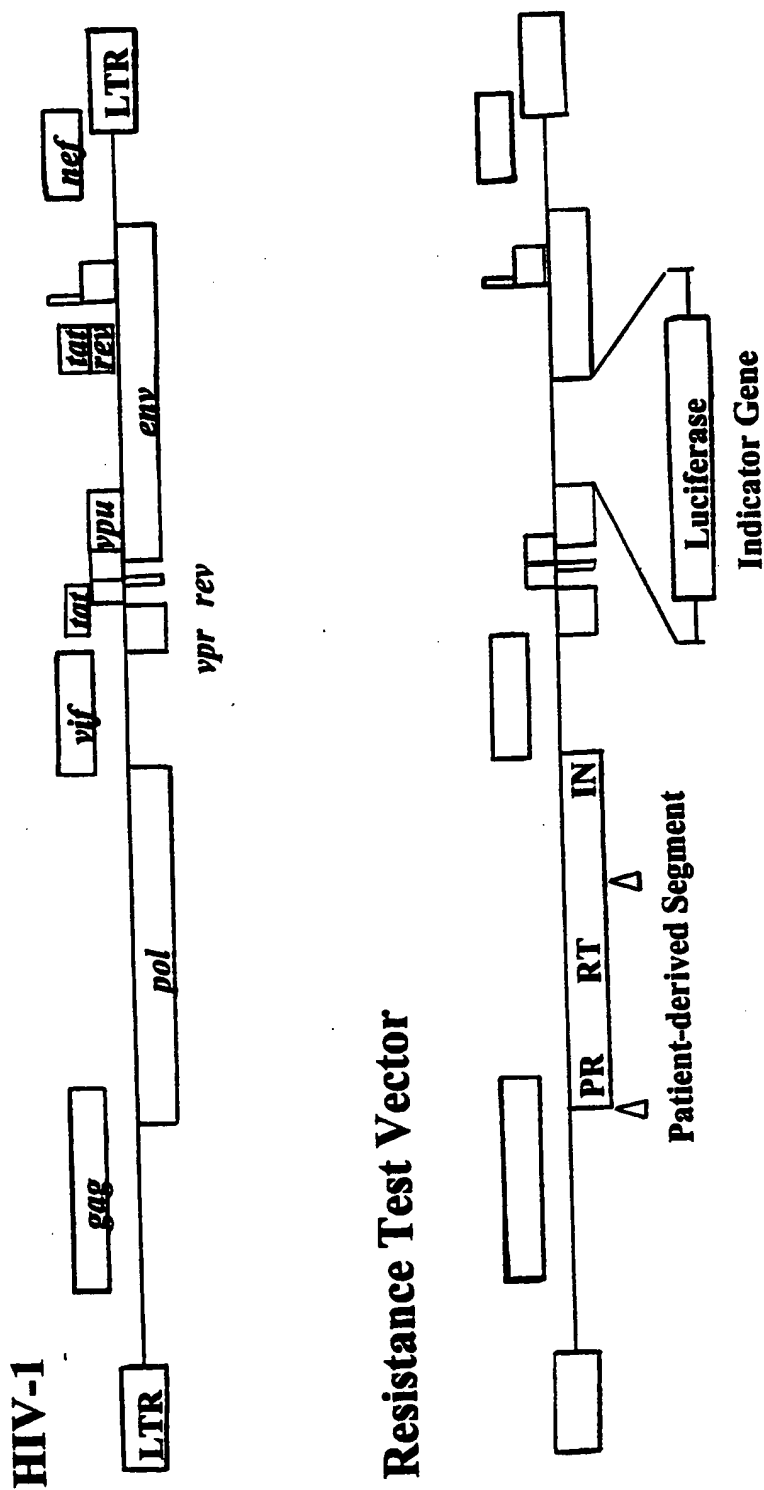 HIV-1
LTR
gag
pol
vif
tat
vpr rev
vpu
env
tat
rev
nef
LTR
Resistance Test Vector
PR RT IN
Patient-derived Segment
Luciferase
Indicator Gene